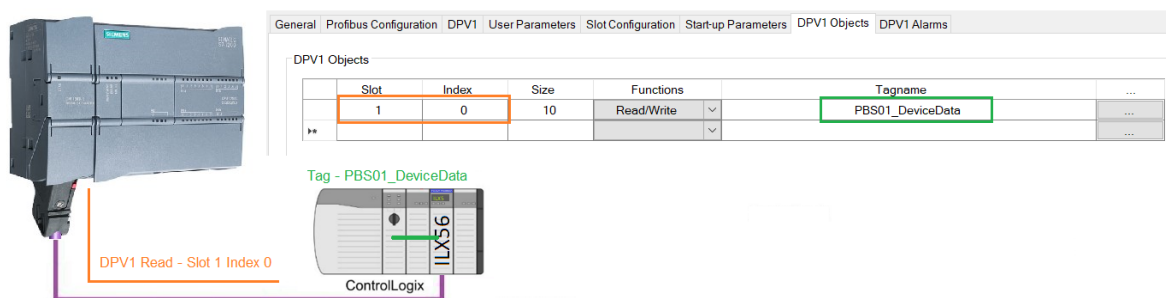 General Profibus Configuration DPV1 User Parameters Slot Configuration Start-up Parameters DPV1 Objects DPV1 Alarms
DPV1 Objects
Slot Index Size Functions Tagname ...
1 0 10 Read/Write PBS01_DeviceData ...
...
SIEMENS
Tag - PBS01_DeviceData
ILX56
DPV1 Read - Slot 1 Index 0
ControlLogix